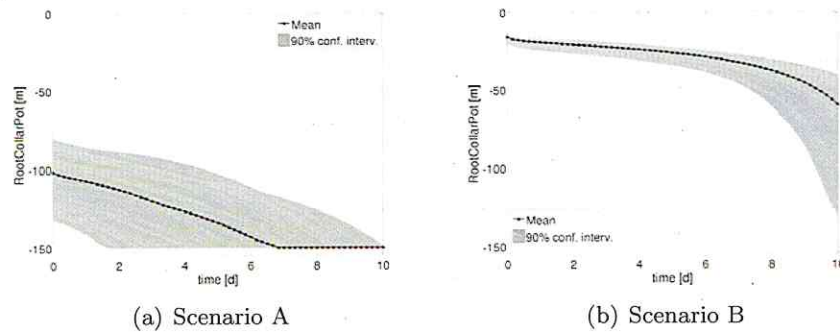 -50
Mean
90% conf. interv.
-50
RootCollarPot [m]
-100
-150
0 2 4 6 8 10
time [d]
(a) Scenario A
0
-50
RootCollarPot [m]
-100
-150
Mean
90% conf. interv.
0 2 4 6 8 10
time [d]
(b) Scenario B